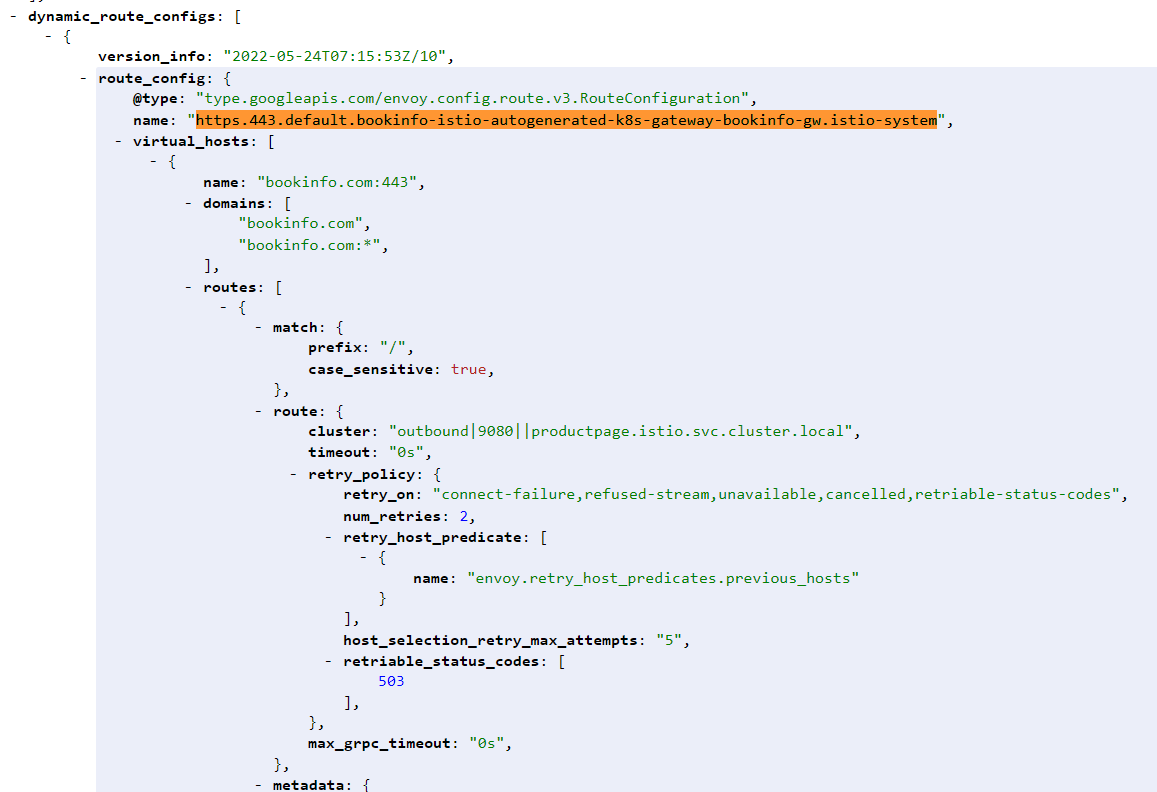 - dynamic_route_configs: [
- {
version_info: "2022-05-24T07:15:53Z/10",
- route_config: {
@type: "type.googleapis.com/envoy.config.route.v3.RouteConfiguration",
name: "https.443.default.bookinfo-istio-autogenerated-k8s-gateway-bookinfo-gw.istio-system",
- virtual_hosts: [
- {
name: "bookinfo.com:443",
- domains: [
"bookinfo.com",
"bookinfo.com:*",
],
- routes: [
- {
- match: {
prefix: "/",
case_sensitive: true,
},
- route: {
cluster: "outbound|9080||productpage.istio.svc.cluster.local",
timeout: "0s",
- retry_policy: {
retry_on: "connect-failure,refused-stream,unavailable,cancelled,retriable-status-codes",
num_retries: 2,
- retry_host_predicate: [
- {
name: "envoy.retry_host_predicates.previous_hosts"
}
],
host_selection_retry_max_attempts: "5",
- retriable_status_codes: [
503
],
},
max_grpc_timeout: "0s",
},
- metadata: {